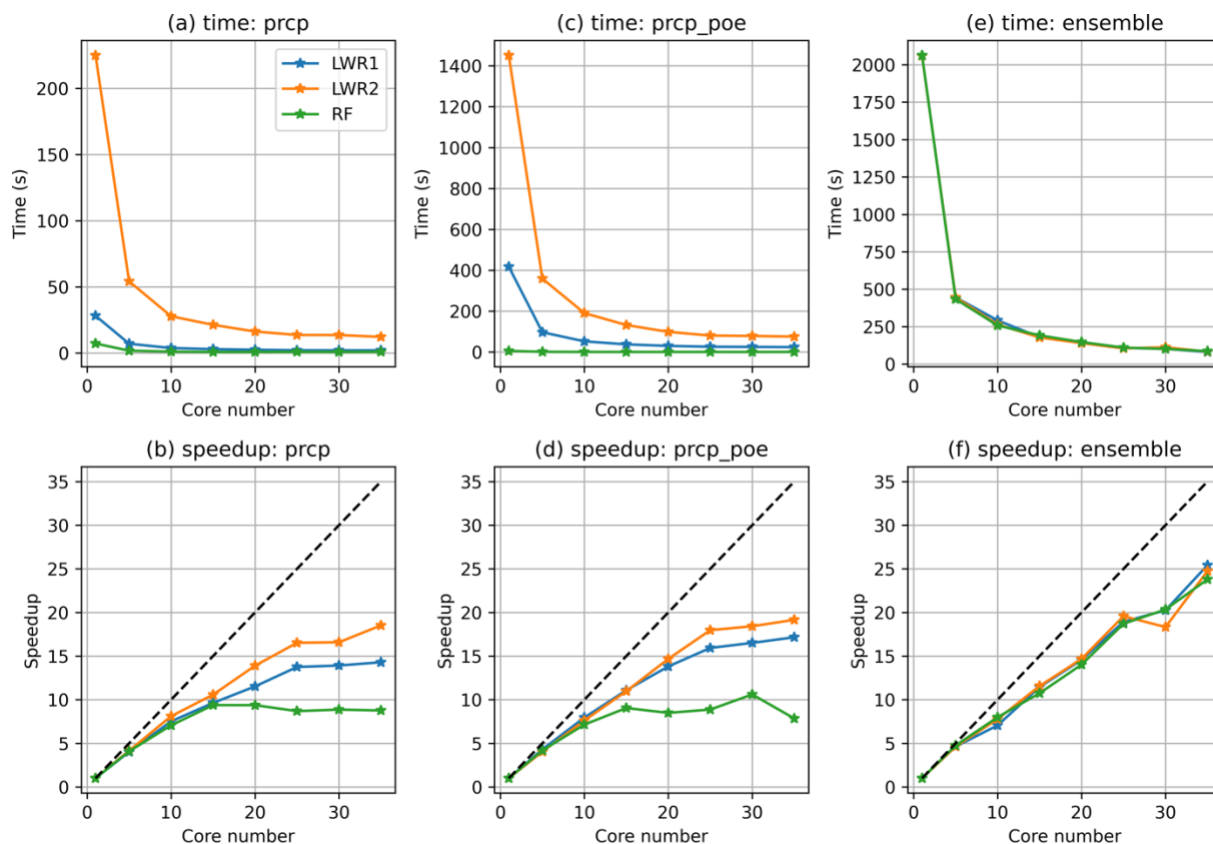 (a) time: prcp
Time (s)
200
150
100
50
0
LWR1
LWR2
RF
0 10 20 30
Core number
(c) time: prcp_poe
Time (s)
1400
1200
1000
800
600
400
200
0
0 10 20 30
Core number
(e) time: ensemble
Time (s)
2000
1750
1500
1250
1000
750
500
250
0
0 10 20 30
Core number
(b) speedup: prcp
Speedup
35
30
25
20
15
10
5
0
0 10 20 30
Core number
(d) speedup: prcp_poe
Speedup
35
30
25
20
15
10
5
0
0 10 20 30
Core number
(f) speedup: ensemble
Speedup
35
30
25
20
15
10
5
0
0 10 20 30
Core number